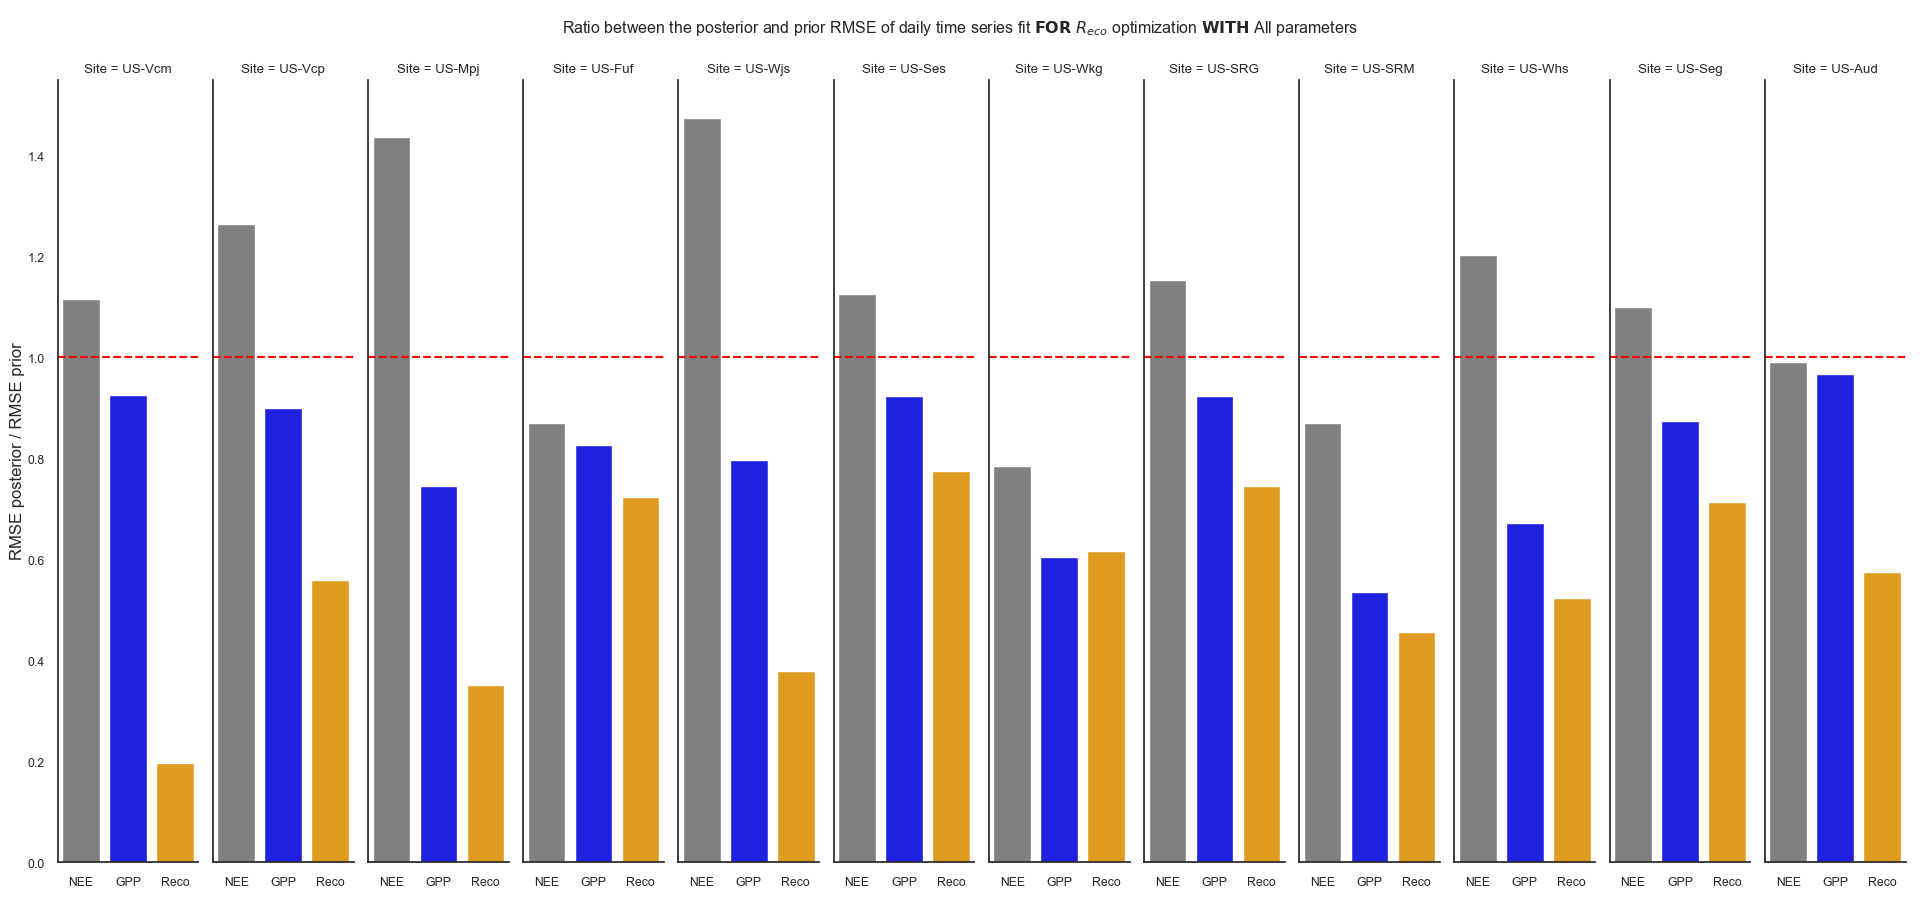 Ratio between the posterior and prior RMSE of daily time series fit FOR Reco optimization WITH All parameters
Site = US-Vcm Site = US-Vcp Site = US-Mpj Site = US-Fuf Site = US-Wjs Site = US-Ses Site = US-Wkg Site = US-SRG Site = US-SRM Site = US-Whs Site = US-Seg Site = US-Aud
RMSE posterior / RMSE prior
1.4
1.2
1.0
0.8
0.6
0.4
0.2
0.0
NEE GPP Reco NEE GPP Reco NEE GPP Reco NEE GPP Reco NEE GPP Reco NEE GPP Reco NEE GPP Reco NEE GPP Reco NEE GPP Reco NEE GPP Reco NEE GPP Reco NEE GPP Reco